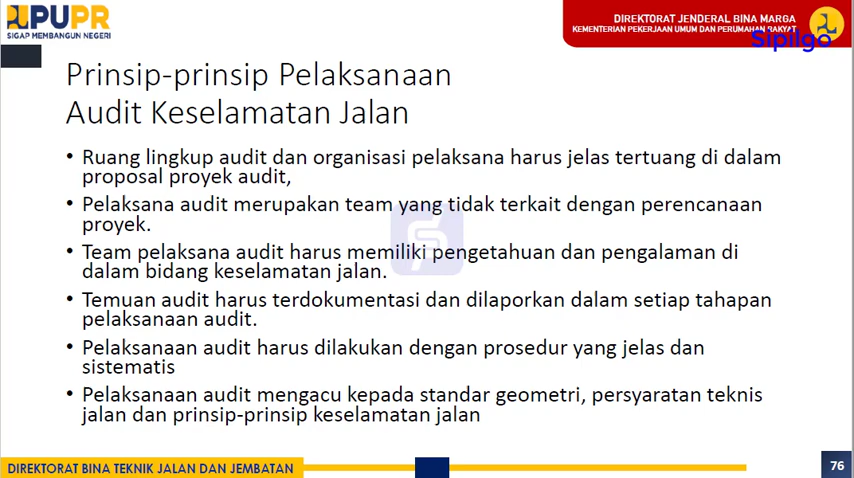 PUPR
SIGAP MEMBANGUN NEGERI
DIREKTORAT JENDERAL BINA MARGA
KEMENTERIAN PEKERJAAN UMUM DAN PERUMAHAN RAKYAT
Sipilgo
Prinsip-prinsip Pelaksanaan
Audit Keselamatan Jalan
• Ruang lingkup audit dan organisasi pelaksana harus jelas tertuang di dalam
proposal proyek audit,
• Pelaksana audit merupakan team yang tidak terkait dengan perencanaan
proyek.
• Team pelaksana audit harus memiliki pengetahuan dan pengalaman di
dalam bidang keselamatan jalan.
• Temuan audit harus terdokumentasi dan dilaporkan dalam setiap tahapan
pelaksanaan audit.
• Pelaksanaan audit harus dilakukan dengan prosedur yang jelas dan
sistematis
• Pelaksanaan audit mengacu kepada standar geometri, persyaratan teknis
jalan dan prinsip-prinsip keselamatan jalan
DIREKTORAT BINA TEKNIK JALAN DAN JEMBATAN
76